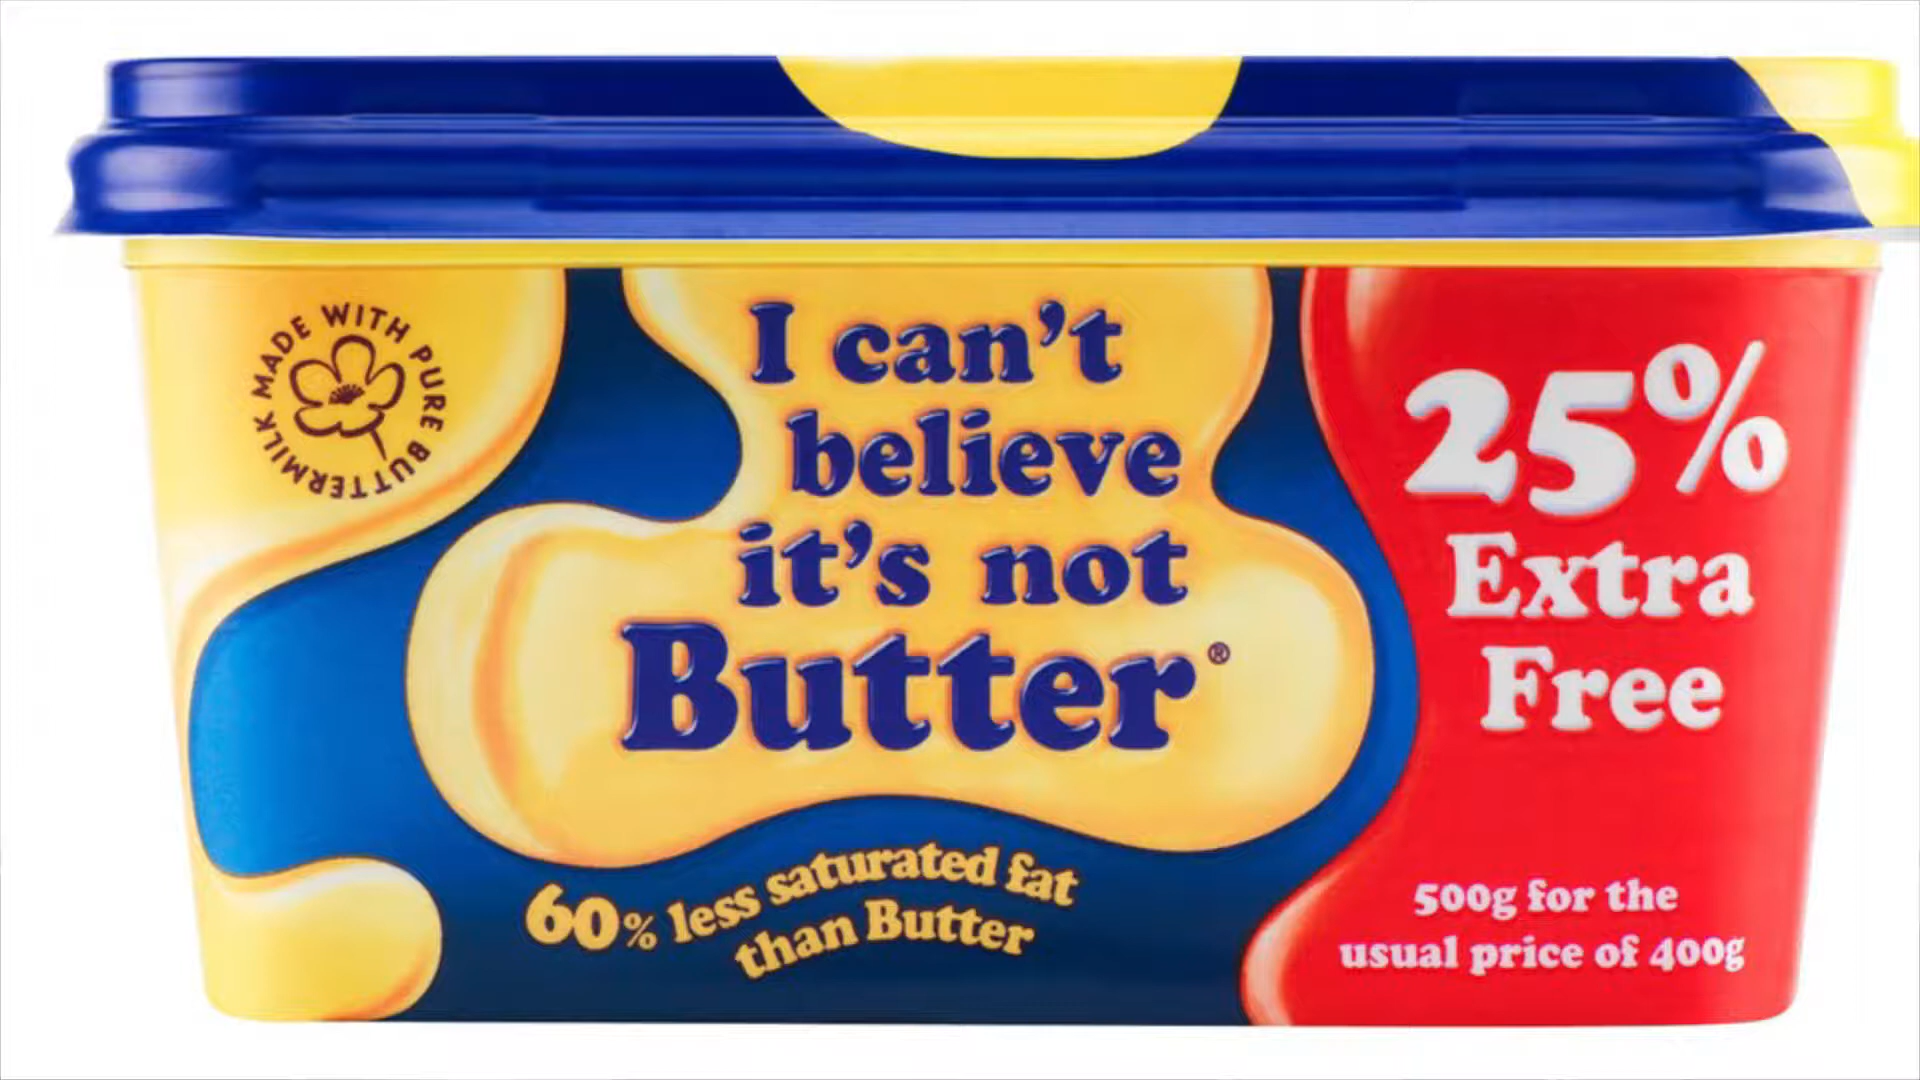 MADE WITH PURE BUTTERMILK
I can't
believe
it's not
Butter®
60% less saturated fat
than Butter
25%
Extra
Free
500g for the
usual price of 400g